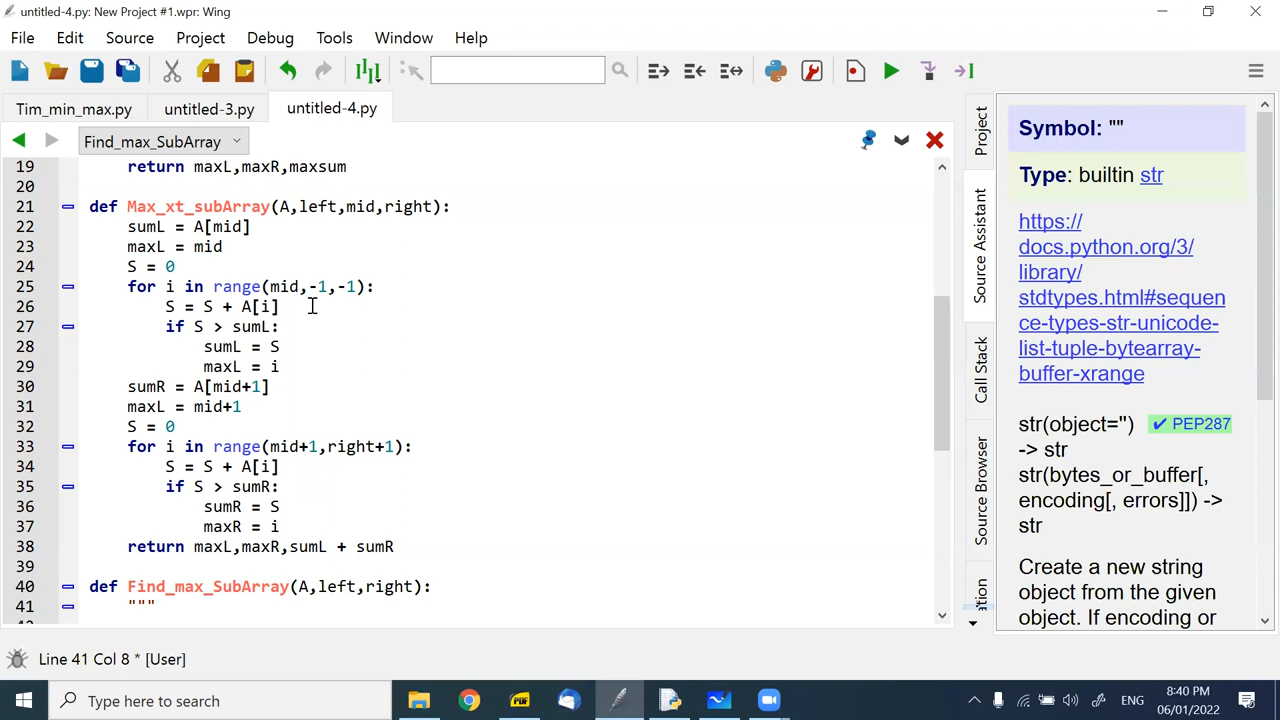 untitled-4.py: New Project #1.wpr: Wing
File Edit Source Project Debug Tools Window Help
Tim_min_max.py untitled-3.py untitled-4.py
Find_max_SubArray
19 return maxL,maxR,maxsum
20
21 def Max_xt_subArray(A,left,mid,right):
22 sumL = A[mid]
23 maxL = mid
24 S = 0
25 for i in range(mid,-1,-1):
26 S = S + A[i]
27 if S > sumL:
28 sumL = S
29 maxL = i
30 sumR = A[mid+1]
31 maxL = mid+1
32 S = 0
33 for i in range(mid+1,right+1):
34 S = S + A[i]
35 if S > sumR:
36 sumR = S
37 maxR = i
38 return maxL,maxR,sumL + sumR
39
40 def Find_max_SubArray(A,left,right):
41 """
Project
Source Assistant
Call Stack
Source Browser
Symbol: ""
Type: builtin str
https://
docs.python.org/3/
library/
stdtypes.html#sequen
ce-types-str-unicode-
list-tuple-bytearray-
buffer-xrange
str(object='') ✔ PEP287
-> str
str(bytes_or_buffer[,
encoding[, errors]]) ->
str
Create a new string
object from the given
object. If encoding or
Line 41 Col 8 * [User]
Type here to search
PDF
ENG
8:40 PM
06/01/2022